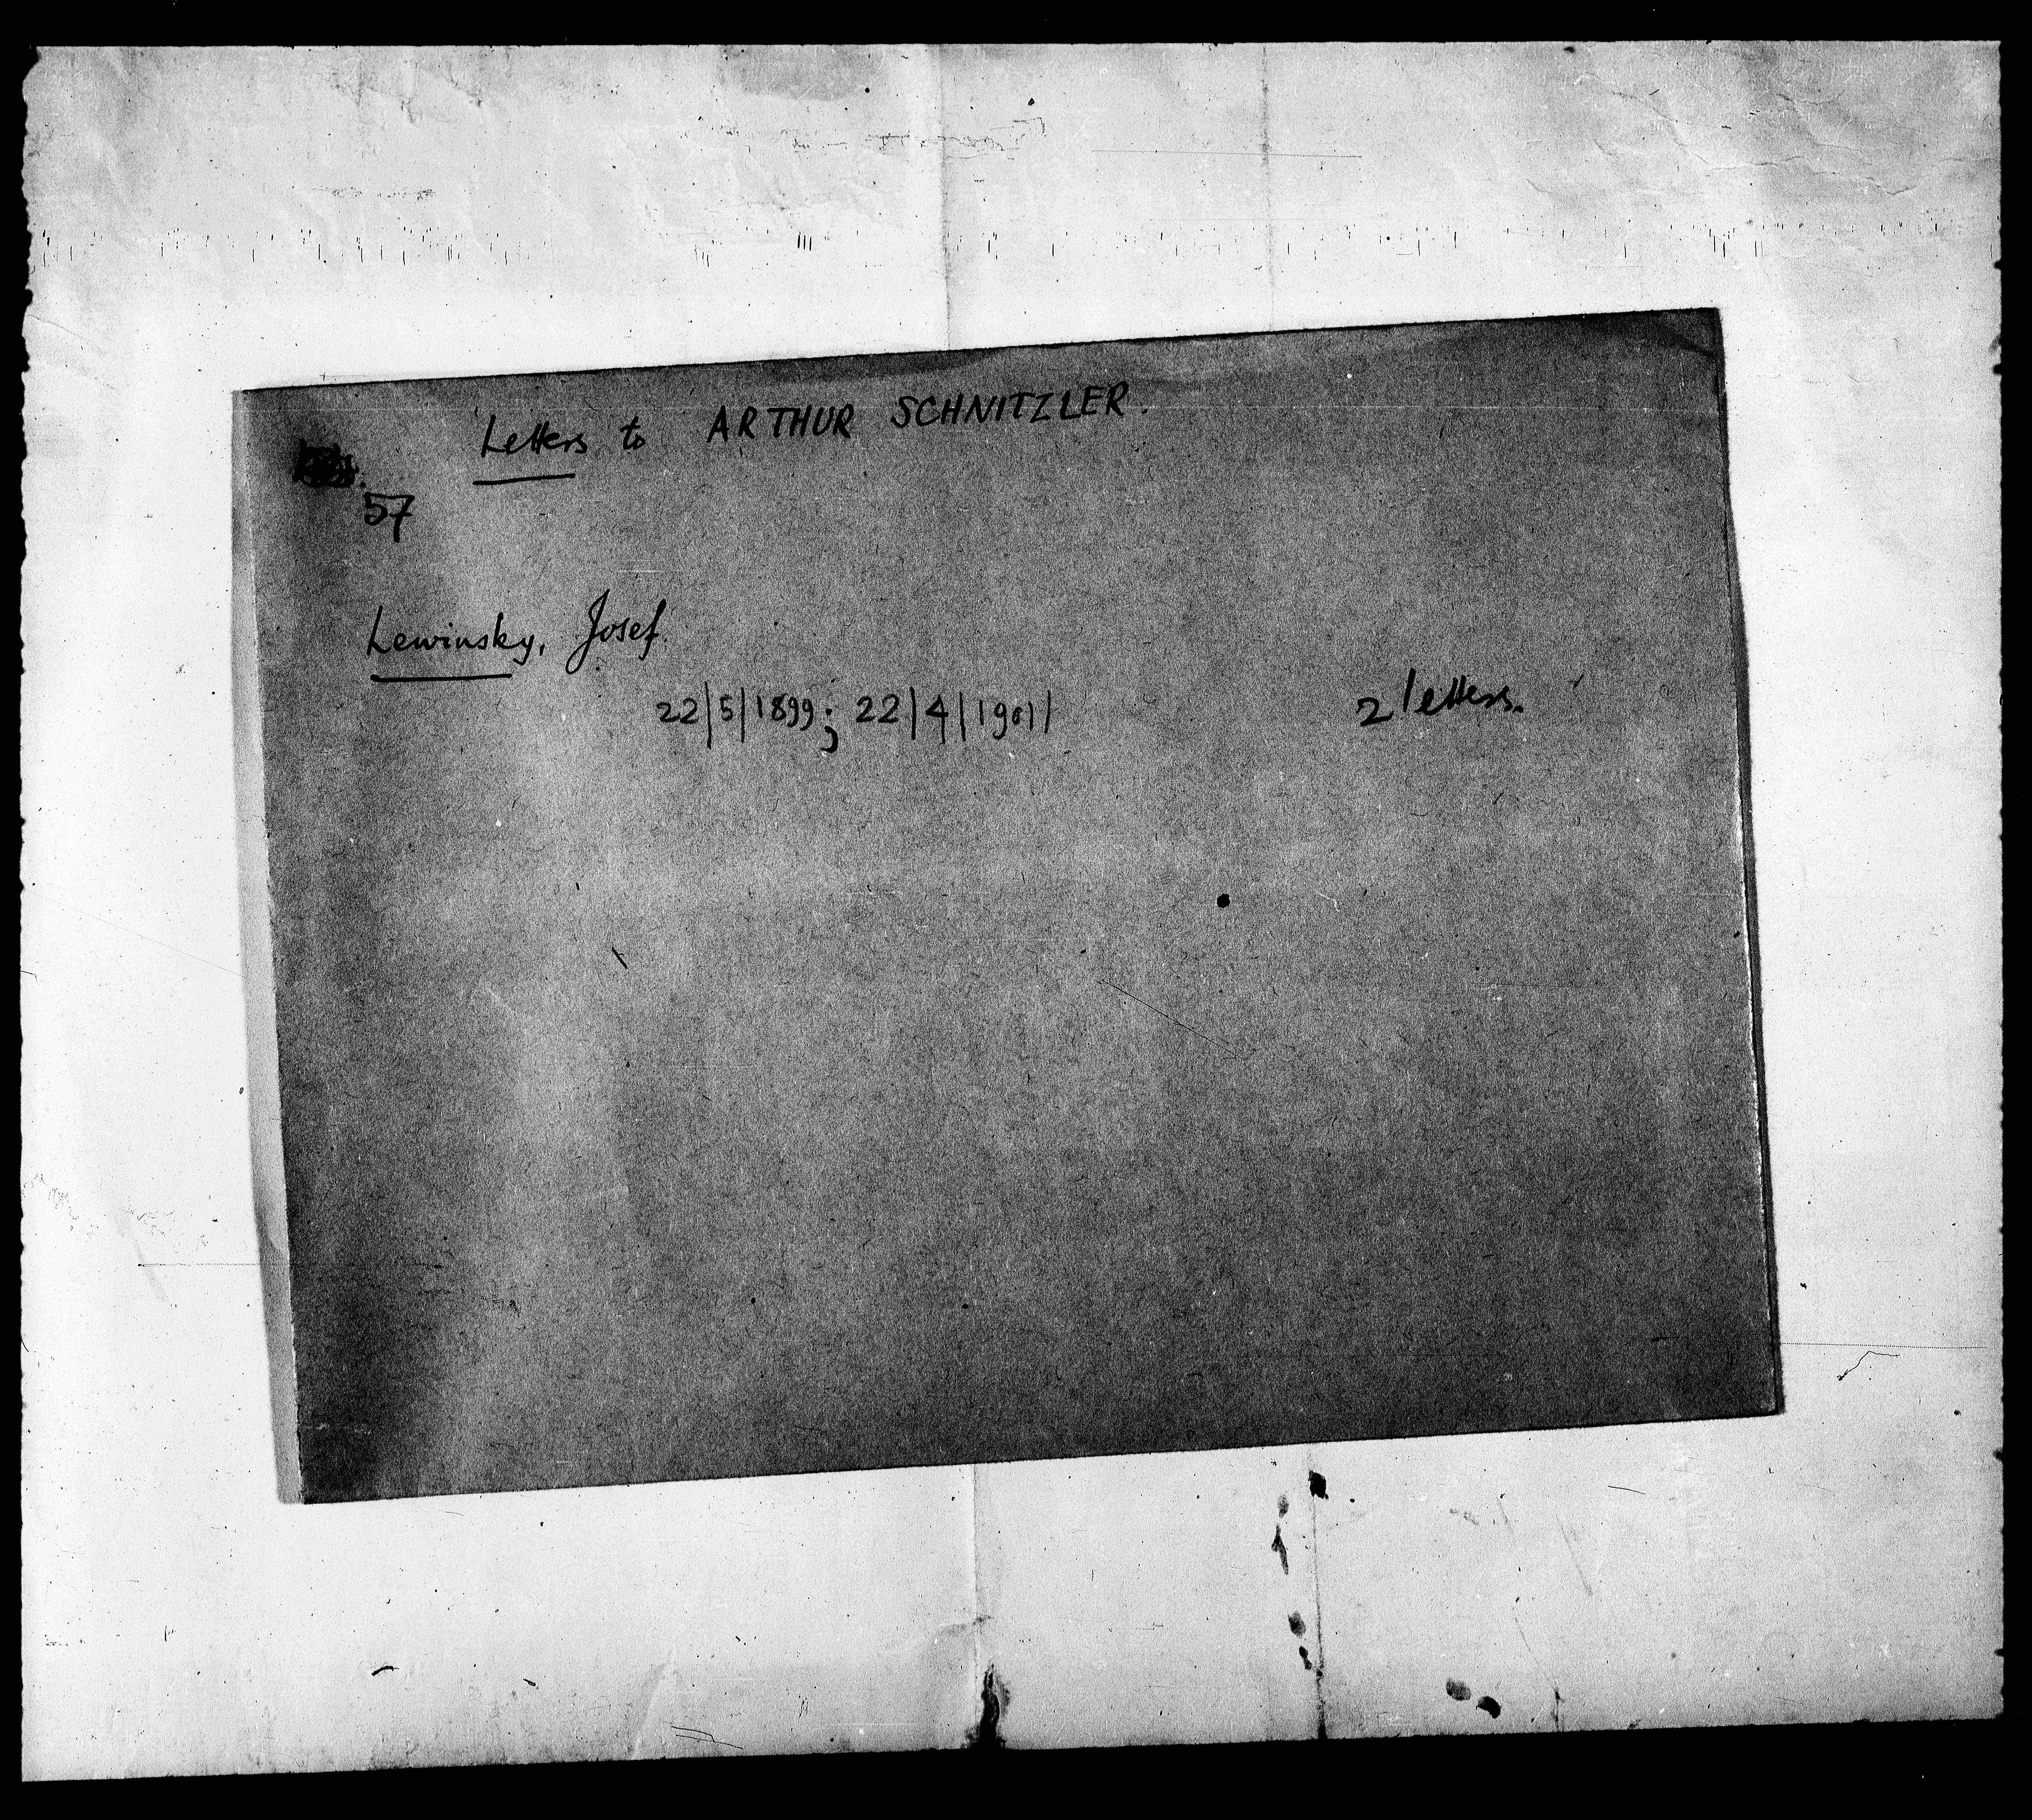 Letters to ARTHUR SCHNITZLER.
57
Lewinsky, Josef.
22/5/1899; 22/4/1901/
2 letters.